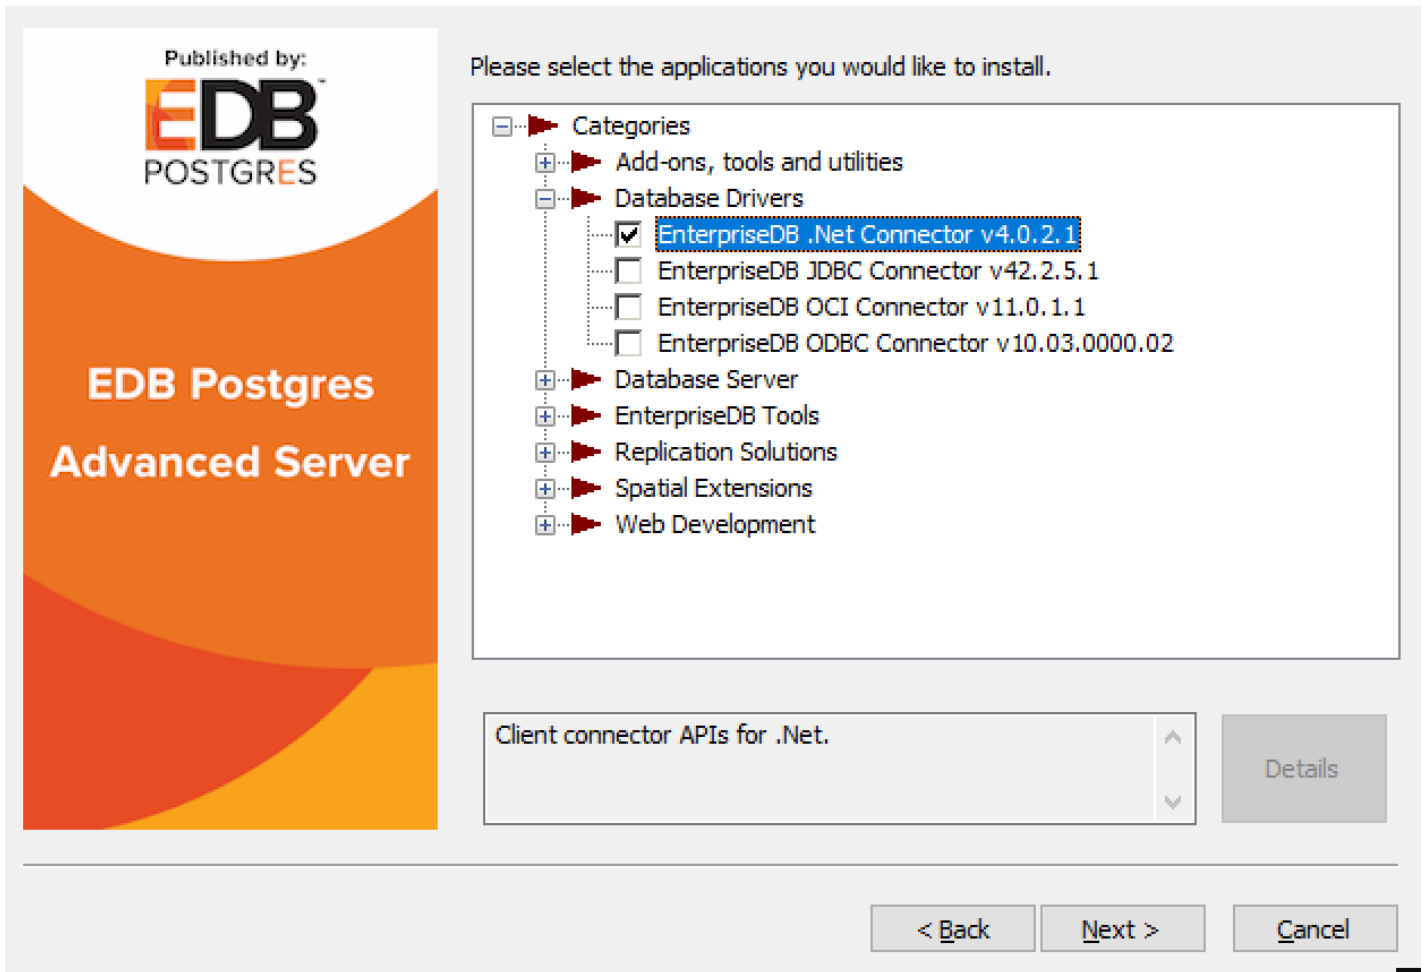 Published by:
EDB™
POSTGRES
EDB Postgres
Advanced Server
Please select the applications you would like to install.
Categories
Add-ons, tools and utilities
Database Drivers
EnterpriseDB .Net Connector v4.0.2.1
EnterpriseDB JDBC Connector v42.2.5.1
EnterpriseDB OCI Connector v11.0.1.1
EnterpriseDB ODBC Connector v10.03.0000.02
Database Server
EnterpriseDB Tools
Replication Solutions
Spatial Extensions
Web Development
Client connector APIs for .Net.
Details
< Back
Next >
Cancel